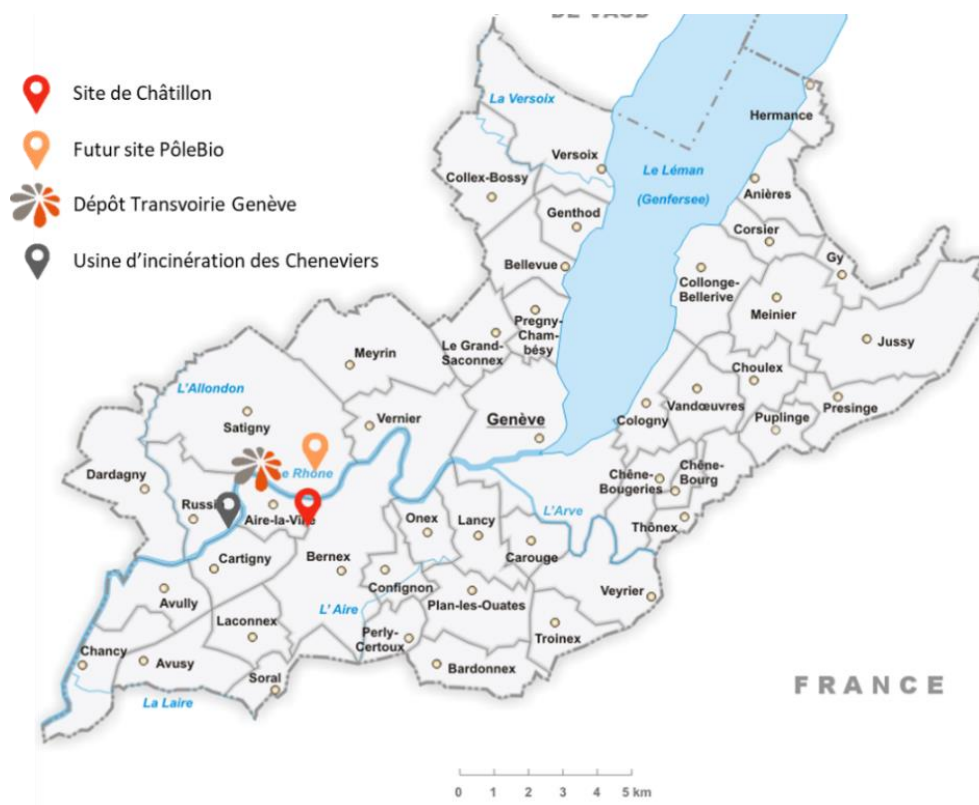 DE VAUD
Site de Châtillon
Futur site PôleBio
Dépôt Transvoirie Genève
Usine d'incinération des Cheneviers
La Versoix
Hermance
Versoix
Le Léman
(Genfersee)
Collex-Bossy
Anières
Genthod
Corsier
Gy
Bellevue
Collonge-
Bellerive
Meinier
Pregny-
Cham-
bésy
Le Grand-
Saconnex
Jussy
Meyrin
Choulex
L'Allondon
Vandœuvres
Presinge
Satigny
Vernier
Genève
Cologny
Puplinge
Dardagny
e Rhône
Chêne-
Bourg
Chêne-
Bougeries
Russi
Aire-la-Ville
Onex
Lancy
L'Arve
Thônex
Cartigny
Bernex
Carouge
Confignon
Veyrier
Avully
L'Aire
Plan-les-Ouates
Laconnex
Perly-
Certoux
Troinex
Chancy
Avusy
Soral
Bardonnex
La Laire
FRANCE
0 1 2 3 4 5 km